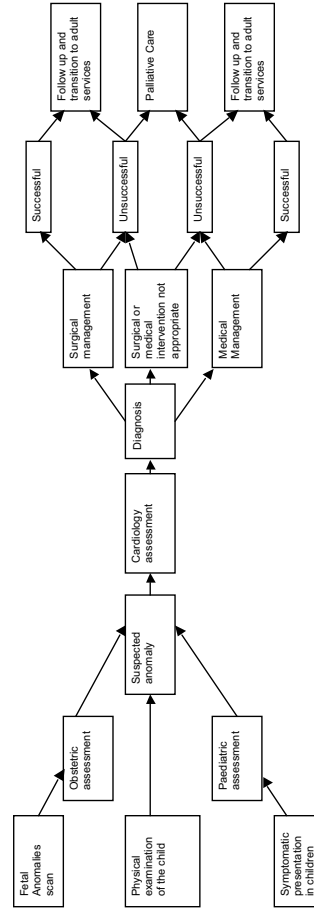 Fetal
Anomalies
scan
Physical
examination
of the child
Symptomatic
presentation
in children
Obstetric
assessment
Paediatric
assessment
Suspected
anomaly
Cardiology
assessment
Diagnosis
Surgical
management
Surgical or
medical
intervention not
appropriate
Medical
Management
Successful
Unsuccessful
Unsuccessful
Successful
Follow up and
transition to adult
services
Palliative Care
Follow up and
transition to adult
services